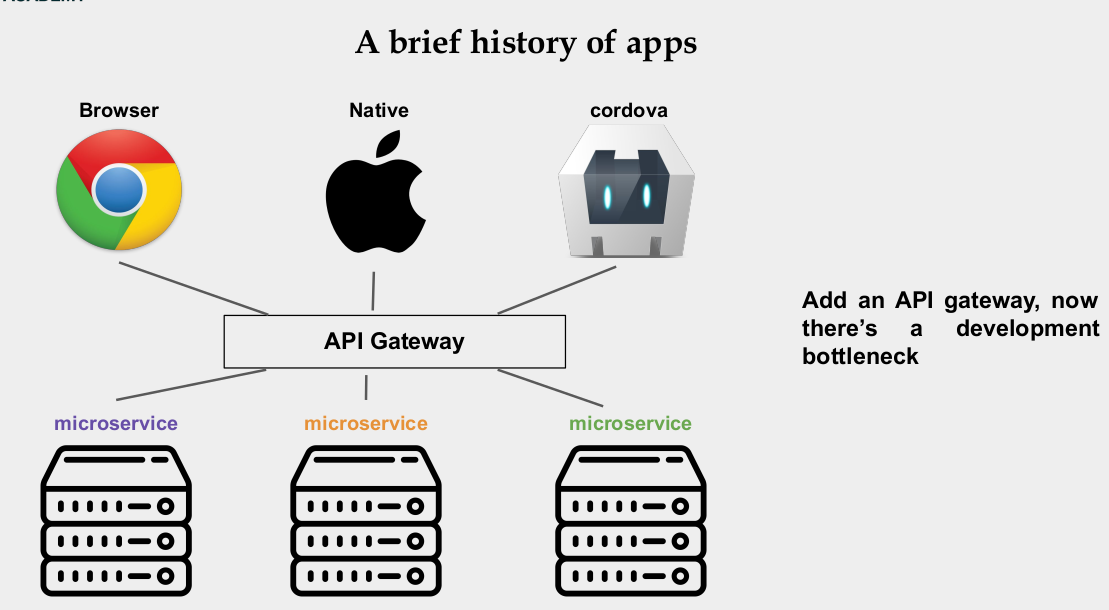 A brief history of apps
Browser
Native
cordova
API Gateway
Add an API gateway, now
there's a development
bottleneck
microservice
microservice
microservice